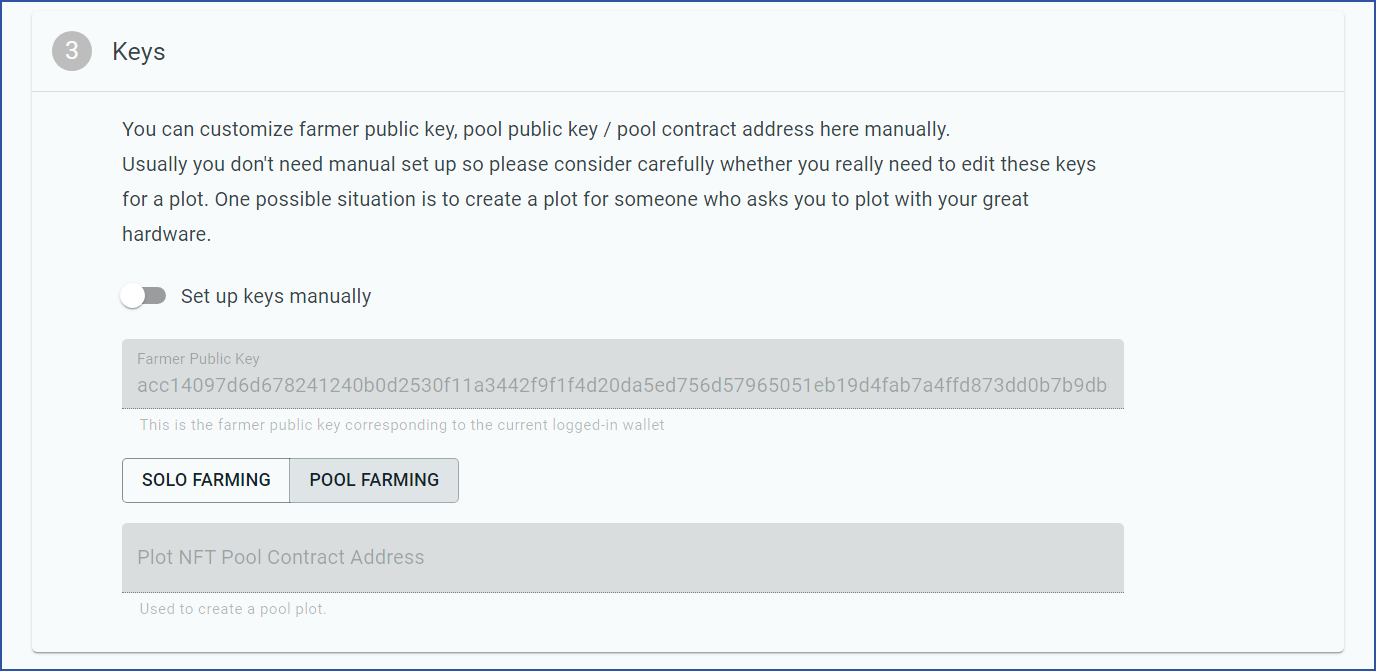 3
Keys
You can customize farmer public key, pool public key / pool contract address here manually.
Usually you don't need manual set up so please consider carefully whether you really need to edit these keys
for a plot. One possible situation is to create a plot for someone who asks you to plot with your great
hardware.
Set up keys manually
Farmer Public Key
acc14097d6d678241240b0d2530f11a3442f9f1f4d20da5ed756d57965051eb19d4fab7a4ffd873dd0b7b9db
This is the farmer public key corresponding to the current logged-in wallet
SOLO FARMING POOL FARMING
Plot NFT Pool Contract Address
Used to create a pool plot.